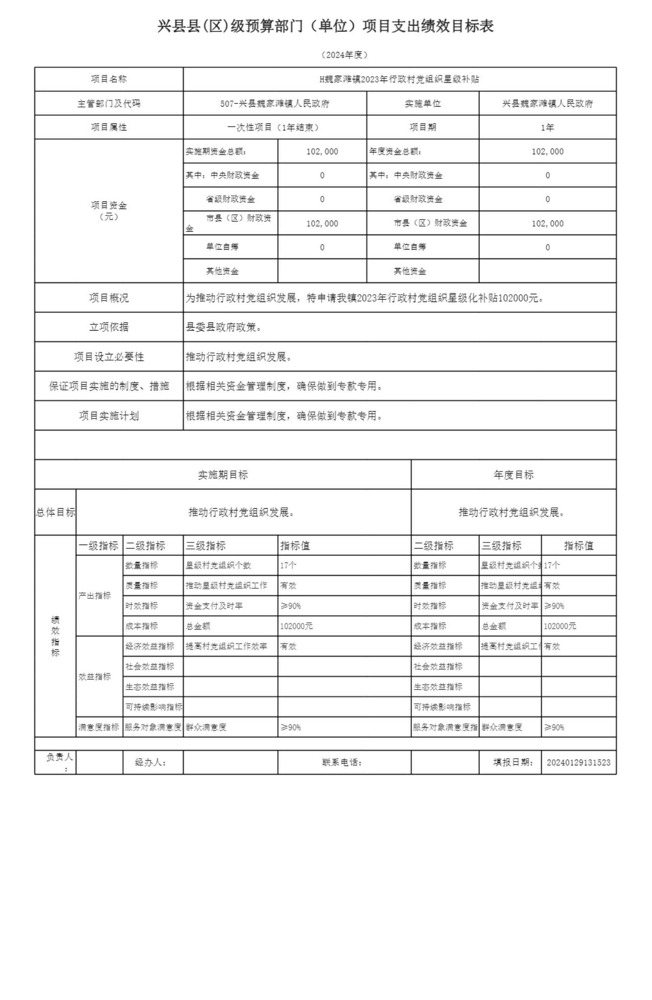 兴县县(区)级预算部门（单位）项目支出绩效目标表
（2024年度）
项目名称 H魏家滩镇2023年行政村党组织星级补贴
主管部门及代码 507-兴县魏家滩镇人民政府 实施单位 兴县魏家滩镇人民政府
项目属性 一次性项目（1年结束） 项目期 1年
项目资金
（元）
实施期资金总额： 102,000 年度资金总额： 102,000
其中：中央财政资金 0 其中：中央财政资金 0
省级财政资金 0 省级财政资金 0
市县（区）财政资
金 102,000 市县（区）财政资金 102,000
单位自筹 0 单位自筹 0
其他资金 其他资金
项目概况 为推动行政村党组织发展，特申请我镇2023年行政村党组织星级化补贴102000元。
立项依据 县委县政府政策。
项目设立必要性 推动行政村党组织发展。
保证项目实施的制度、措施 根据相关资金管理制度，确保做到专款专用。
项目实施计划 根据相关资金管理制度，确保做到专款专用。
实施期目标 年度目标
总体目标 推动行政村党组织发展。 推动行政村党组织发展。
绩
效
指
标
一级指标 二级指标 三级指标 指标值 二级指标 三级指标 指标值
产出指标
数量指标 星级村党组织个数 17个 数量指标 星级村党组织个 17个
质量指标 推动星级村党组织工作 有效 质量指标 推动星级村党组 有效
时效指标 资金支付及时率 ≥90% 时效指标 资金支付及时率 ≥90%
成本指标 总金额 102000元 成本指标 总金额 102000元
效益指标
经济效益指标 提高村党组织工作效率 有效 经济效益指标 提高村党组织工 有效
社会效益指标 社会效益指标
生态效益指标 生态效益指标
可持续影响指标 可持续影响指标
满意度指标 服务对象满意度 群众满意度 ≥90% 服务对象满意度指 群众满意度 ≥90%
负责人
： 经办人： 联系电话： 填报日期： 20240129131523